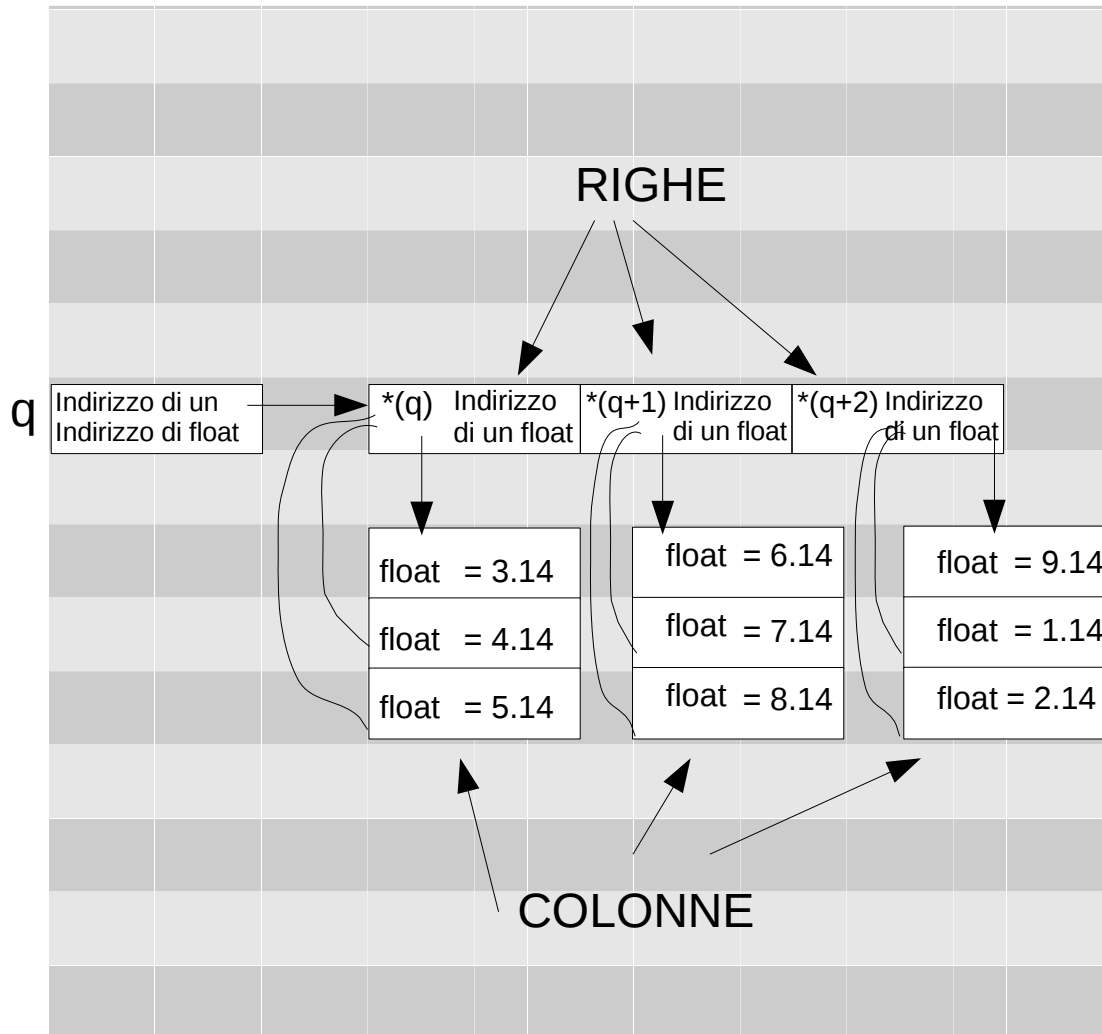 RIGHE
q
Indirizzo di un
Indirizzo di float
*(q) Indirizzo
di un float
*(q+1) Indirizzo
di un float
*(q+2) Indirizzo
di un float
float = 3.14
float = 4.14
float = 5.14
float = 6.14
float = 7.14
float = 8.14
float = 9.14
float = 1.14
float = 2.14
COLONNE